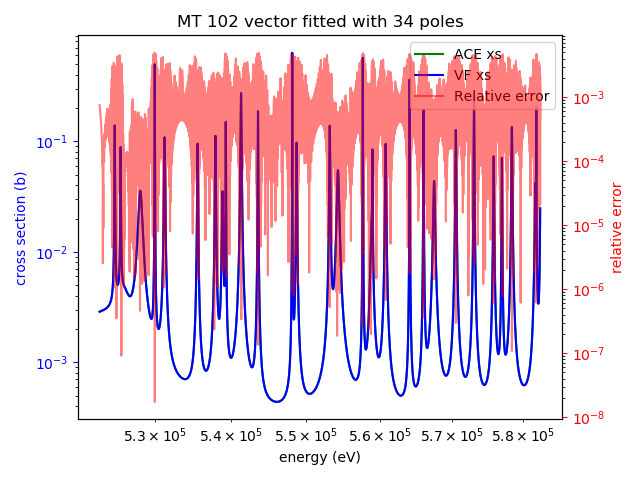 MT 102 vector fitted with 34 poles
ACE xs
VF xs
Relative error
cross section (b)
10⁻¹
10⁻²
10⁻³
relative error
10⁻³
10⁻⁴
10⁻⁵
10⁻⁶
10⁻⁷
10⁻⁸
5.3 × 10⁵ 5.4 × 10⁵ 5.5 × 10⁵ 5.6 × 10⁵ 5.7 × 10⁵ 5.8 × 10⁵
energy (eV)